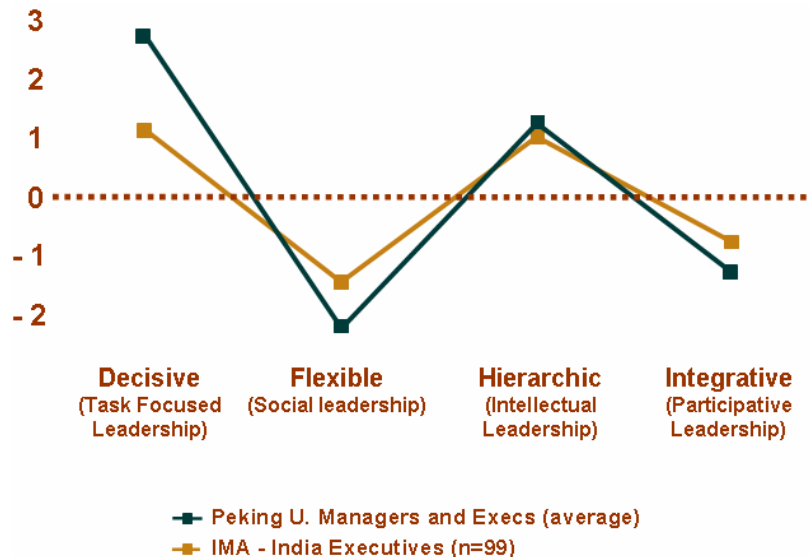 3
2
1
0
- 1
- 2
Decisive
(Task Focused
Leadership)
Flexible
(Social leadership)
Hierarchic
(Intellectual
Leadership)
Integrative
(Participative
Leadership)
Peking U. Managers and Execs (average)
IMA - India Executives (n=99)